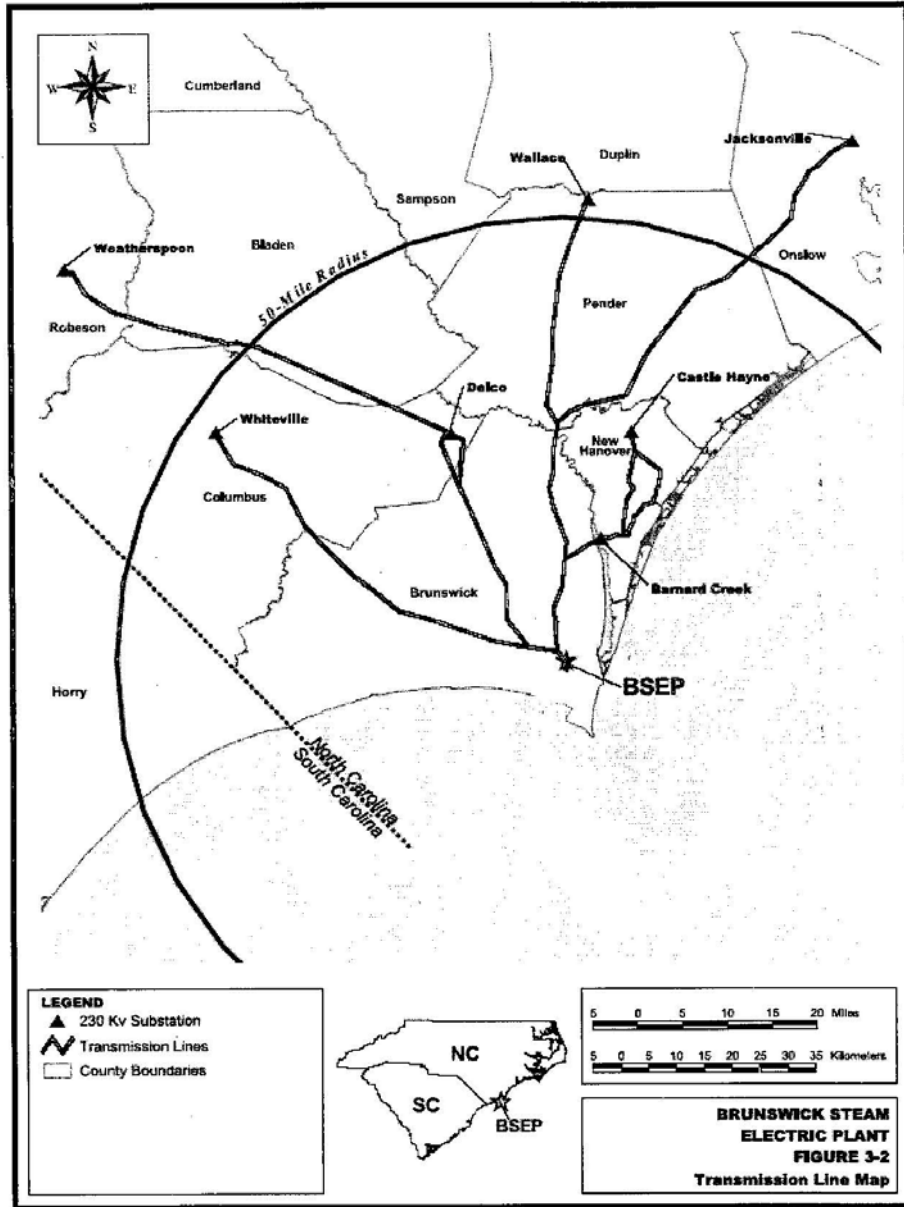 N
W E
S
Cumberland
Jacksonville
Wallace
Duplin
Sampson
Weatherspoon
Bladen
Onslow
50-Mile Radius
Pender
Robeson
Castle Hayne
Delco
Whiteville
New
Hanover
Columbus
Brunswick
Barnard Creek
BSEP
Horry
North Carolina
South Carolina
LEGEND
230 Kv Substation
Transmission Lines
County Boundaries
NC
SC
BSEP
5 0 5 10 15 20 Miles
5 0 5 10 15 20 25 30 35 Kilometers
BRUNSWICK STEAM
ELECTRIC PLANT
FIGURE 3-2
Transmission Line Map